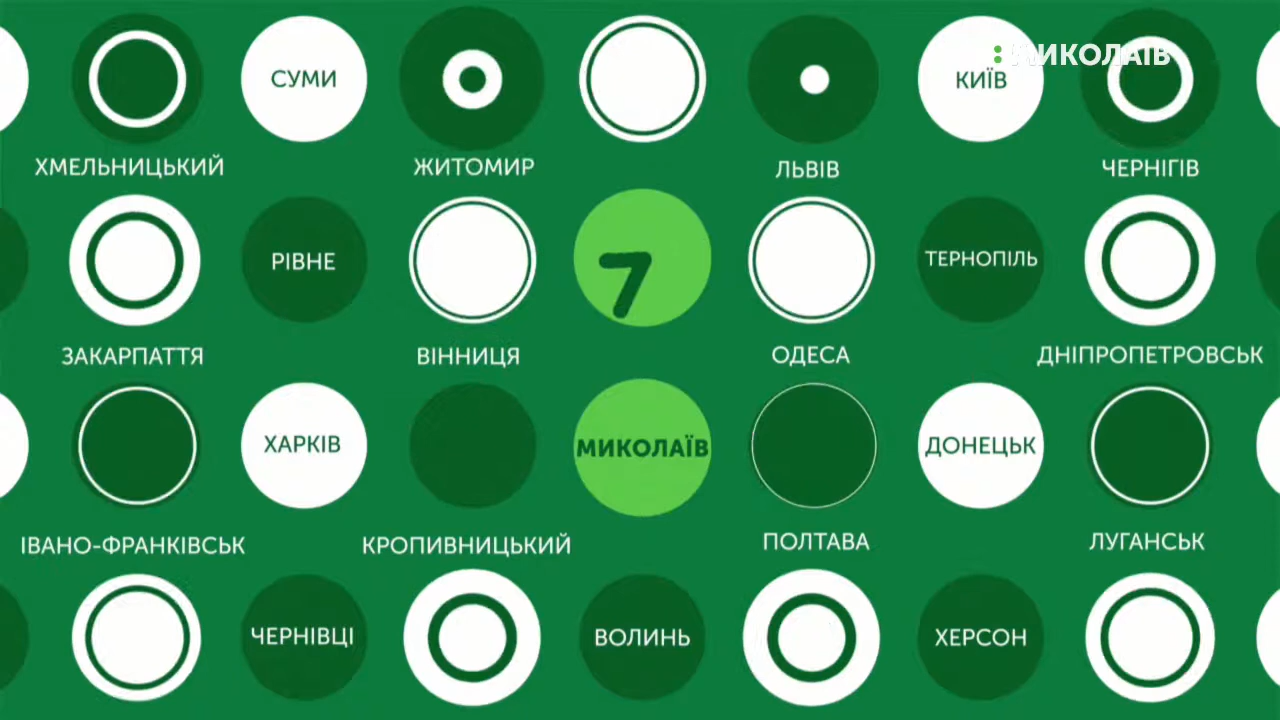 :МИКОЛАЇВ
СУМИ
КИЇВ
ХМЕЛЬНИЦЬКИЙ
ЖИТОМИР
ЛЬВІВ
ЧЕРНІГІВ
РІВНЕ
7
ТЕРНОПІЛЬ
ЗАКАРПАТТЯ
ВІННИЦЯ
ОДЕСА
ДНІПРОПЕТРОВСЬК
ХАРКІВ
МИКОЛАЇВ
ДОНЕЦЬК
ІВАНО-ФРАНКІВСЬК
КРОПИВНИЦЬКИЙ
ПОЛТАВА
ЛУГАНСЬК
ЧЕРНІВЦІ
ВОЛИНЬ
ХЕРСОН